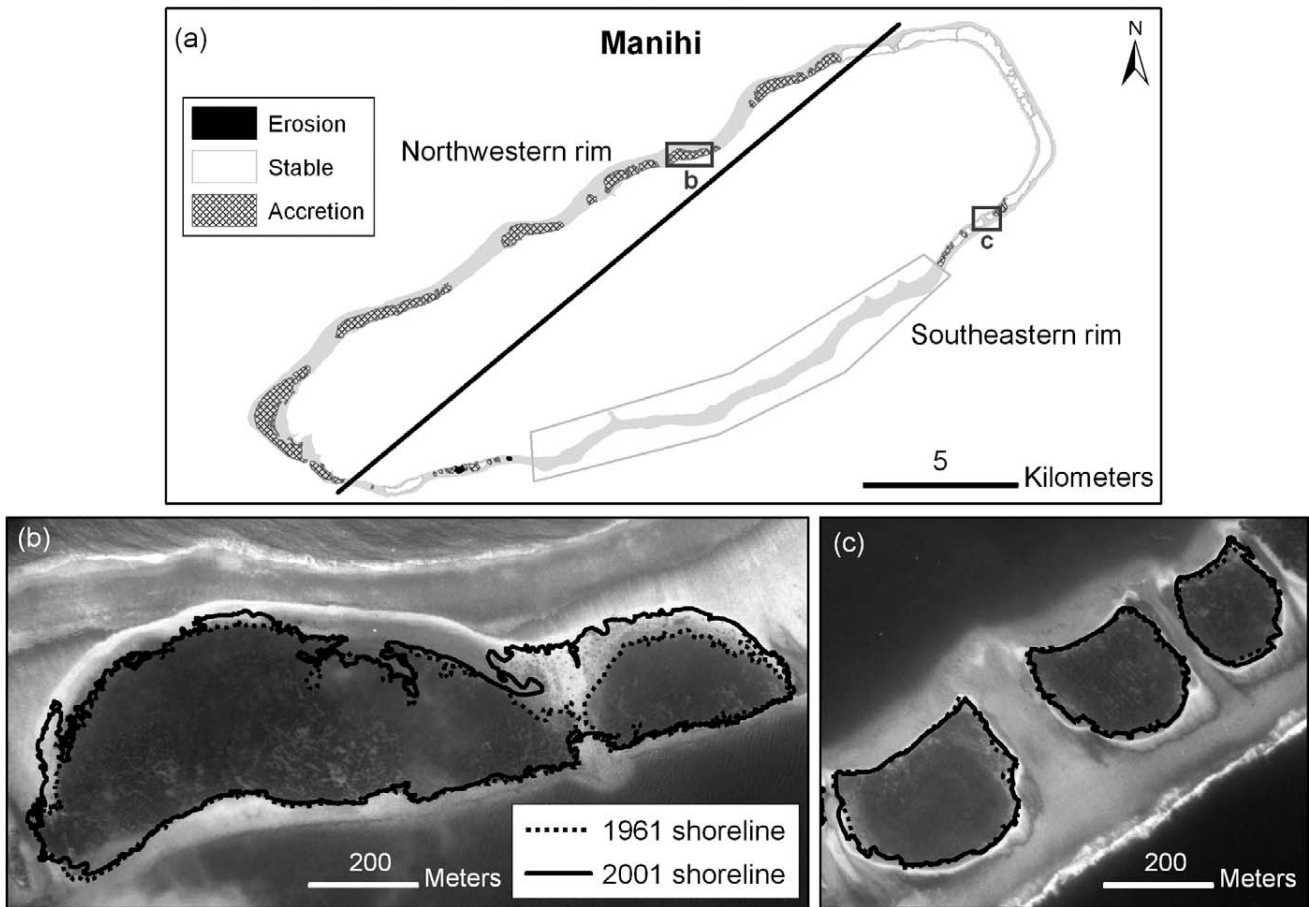 (a)
Manihi
N
Erosion
Stable
Accretion
Northwestern rim
b
c
Southeastern rim
5
Kilometers
(b)
1961 shoreline
2001 shoreline
200
Meters
(c)
200
Meters